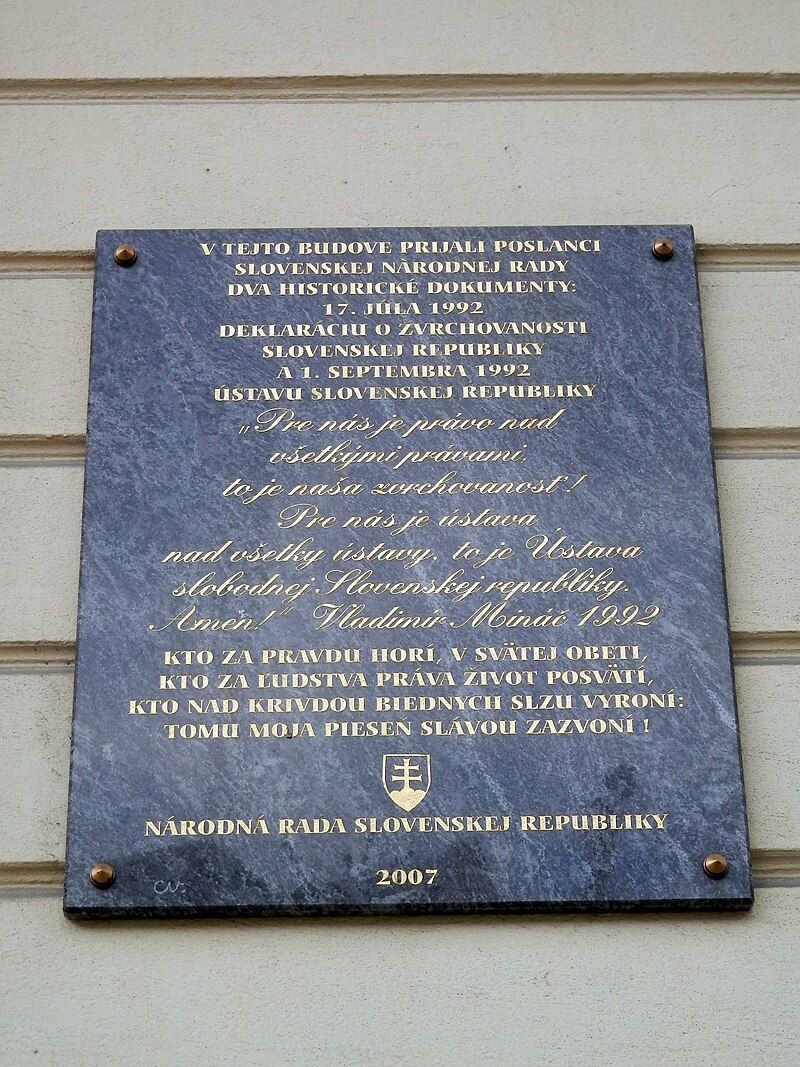 V TEJTO BUDOVE PRIJALI POSLANCI
SLOVENSKEJ NÁRODNEJ RADY
DVA HISTORICKÉ DOKUMENTY:
17. JÚLA 1992
DEKLARÁCIU O ZVRCHOVANOSTI
SLOVENSKEJ REPUBLIKY
A 1. SEPTEMBRA 1992
ÚSTAVU SLOVENSKEJ REPUBLIKY
„Pre nás je právo nad
všetkými právami,
to je naša zvrchovanosť!
Pre nás je ústava
nad všetky ústavy, to je Ústava
slobodnej Slovenskej republiky.
Amen!" Vladimír Mináč 1992
KTO ZA PRAVDU HORÍ, V SVÄTEJ OBETI,
KTO ZA ĽUDSTVA PRÁVA ŽIVOT POSVÄTÍ,
KTO NAD KRIVDOU BIEDNYCH SLZU VYRONÍ:
TOMU MOJA PIESEŇ SLÁVOU ZAZVONÍ !
NÁRODNÁ RADA SLOVENSKEJ REPUBLIKY
2007